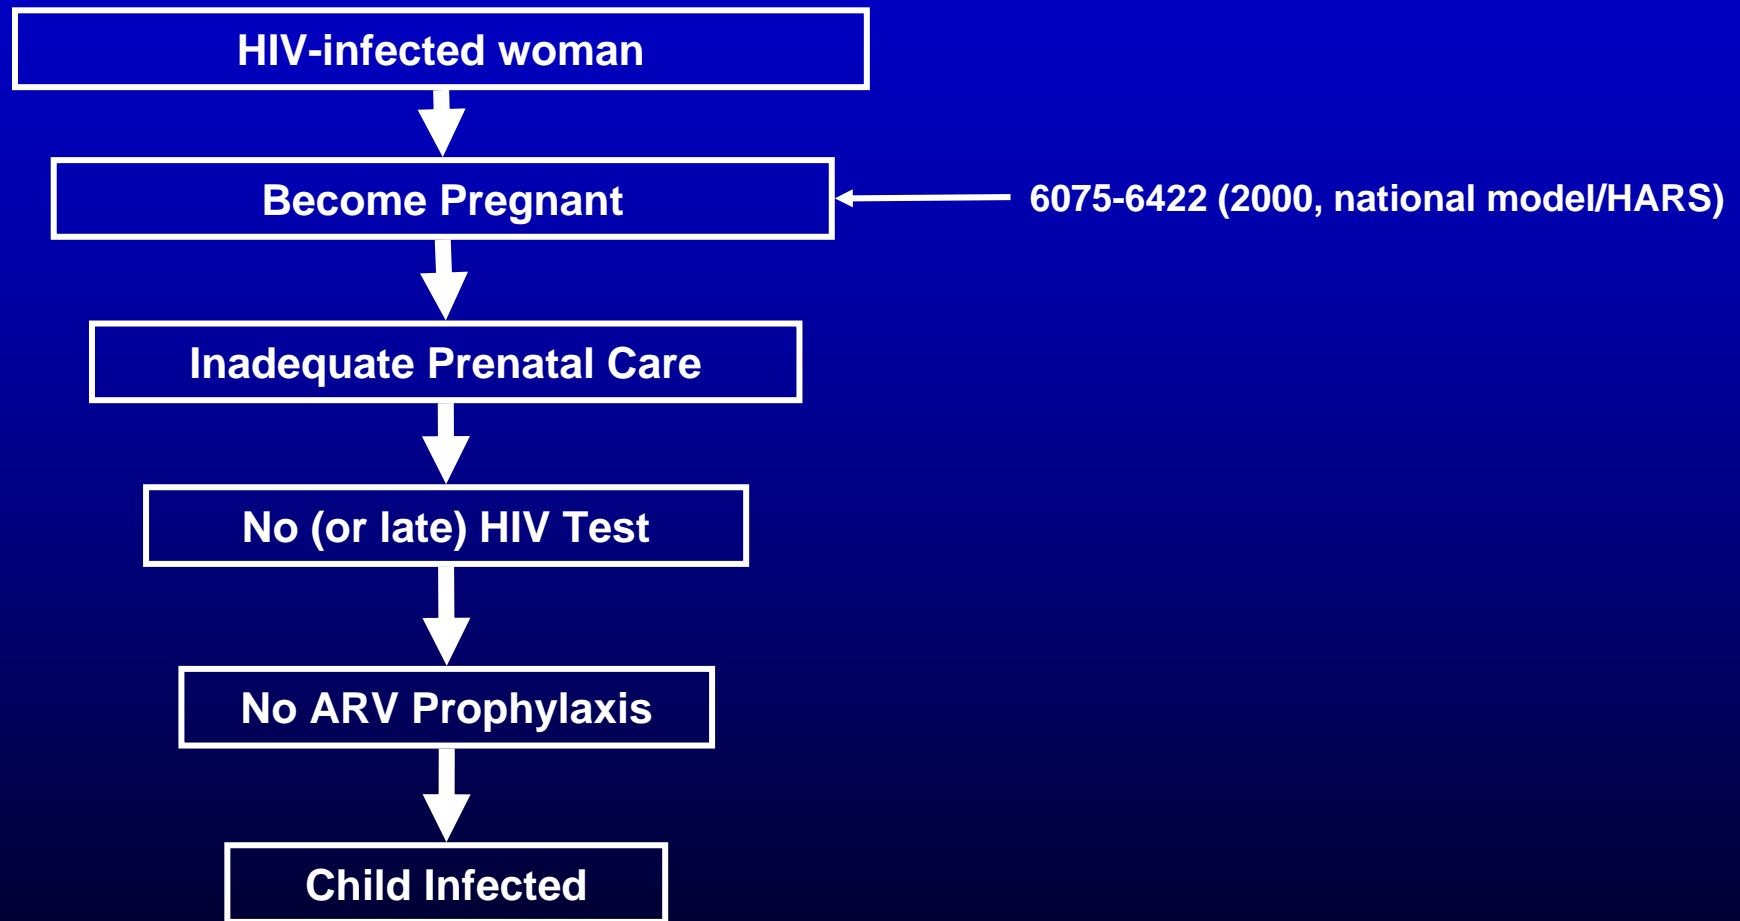 HIV-infected woman
Become Pregnant
6075-6422 (2000, national model/HARS)
Inadequate Prenatal Care
No (or late) HIV Test
No ARV Prophylaxis
Child Infected